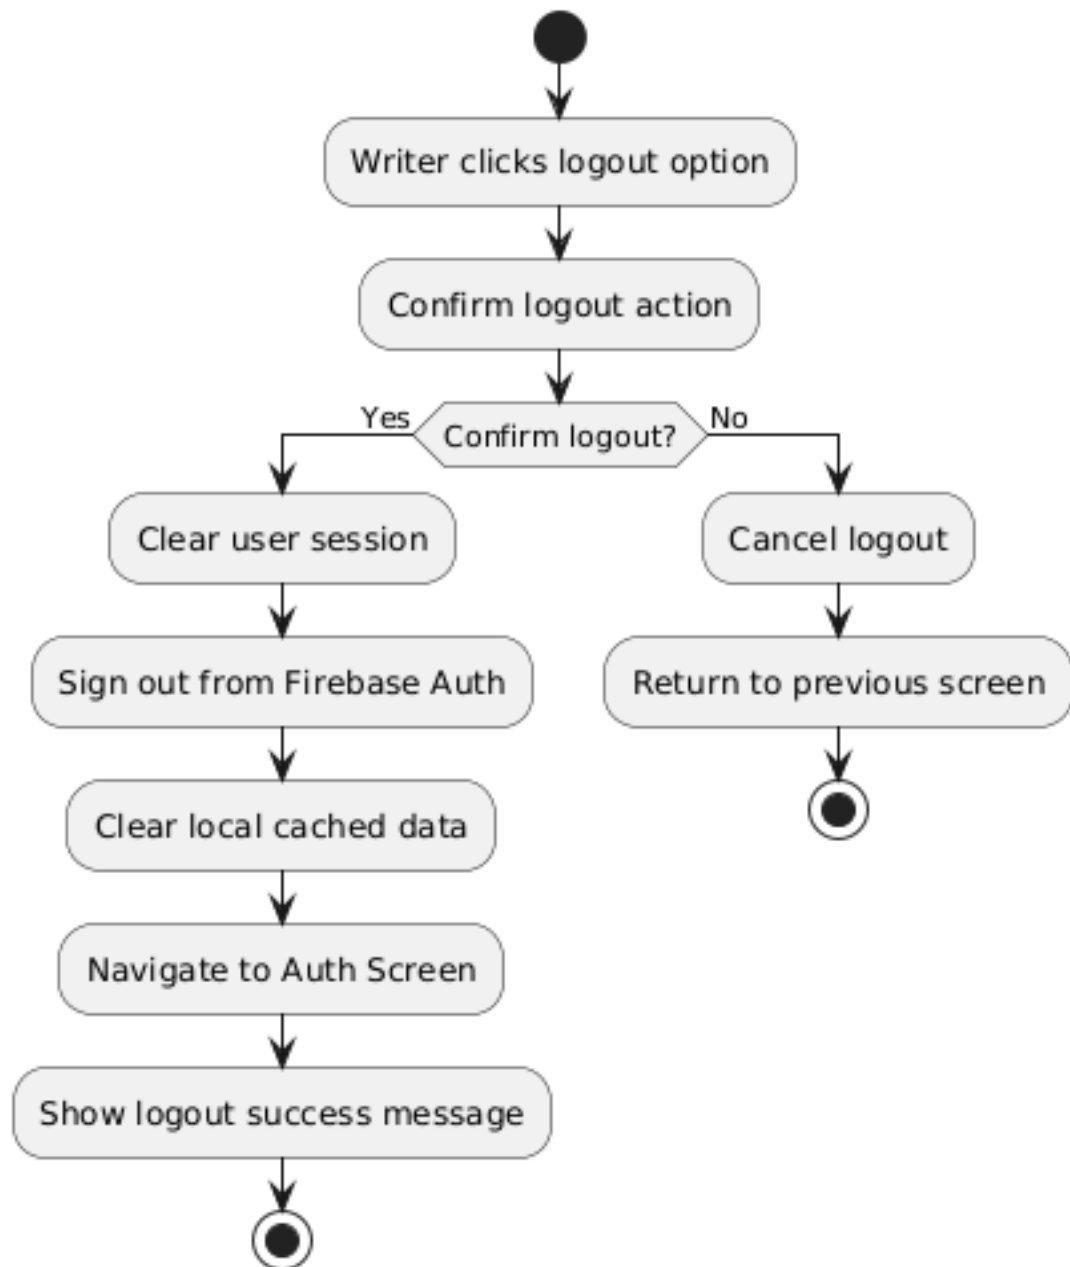 Writer clicks logout option
Confirm logout action
Yes
Confirm logout?
No
Clear user session
Cancel logout
Sign out from Firebase Auth
Return to previous screen
Clear local cached data
Navigate to Auth Screen
Show logout success message